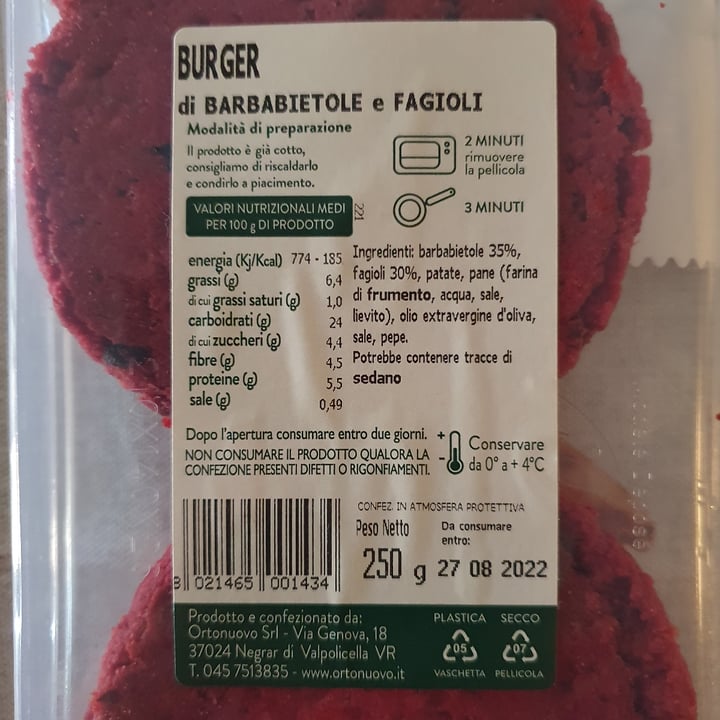 BURGER
di BARBABIETOLE e FAGIOLI
Modalità di preparazione
Il prodotto è già cotto,
consigliamo di riscaldarlo
e condirlo a piacimento.
2 MINUTI
rimuovere
la pellicola
3 MINUTI
VALORI NUTRIZIONALI MEDI
PER 100 g DI PRODOTTO
221
energia (Kj/Kcal) 774 - 185
grassi (g) 6,4
di cui grassi saturi (g) 1,0
carboidrati (g) 24
di cui zuccheri (g) 4,4
fibre (g) 4,5
proteine (g) 5,5
sale (g) 0,49
Ingredienti: barbabietole 35%,
fagioli 30%, patate, pane (farina
di frumento, acqua, sale,
lievito), olio extravergine d'oliva,
sale, pepe.
Potrebbe contenere tracce di
sedano
Dopo l'apertura consumare entro due giorni.
NON CONSUMARE IL PRODOTTO QUALORA LA
CONFEZIONE PRESENTI DIFETTI O RIGONFIAMENTI.
+
-
Conservare
da 0° a + 4°C
8 021465 001434
CONFEZ. IN ATMOSFERA PROTETTIVA
Peso Netto
250 g
Da consumare
entro:
27 08 2022
Prodotto e confezionato da:
Ortonuovo Srl - Via Genova, 18
37024 Negrar di Valpolicella VR
T. 045 7513835 - www.ortonuovo.it
PLASTICA SECCO
05 07
VASCHETTA PELLICOLA